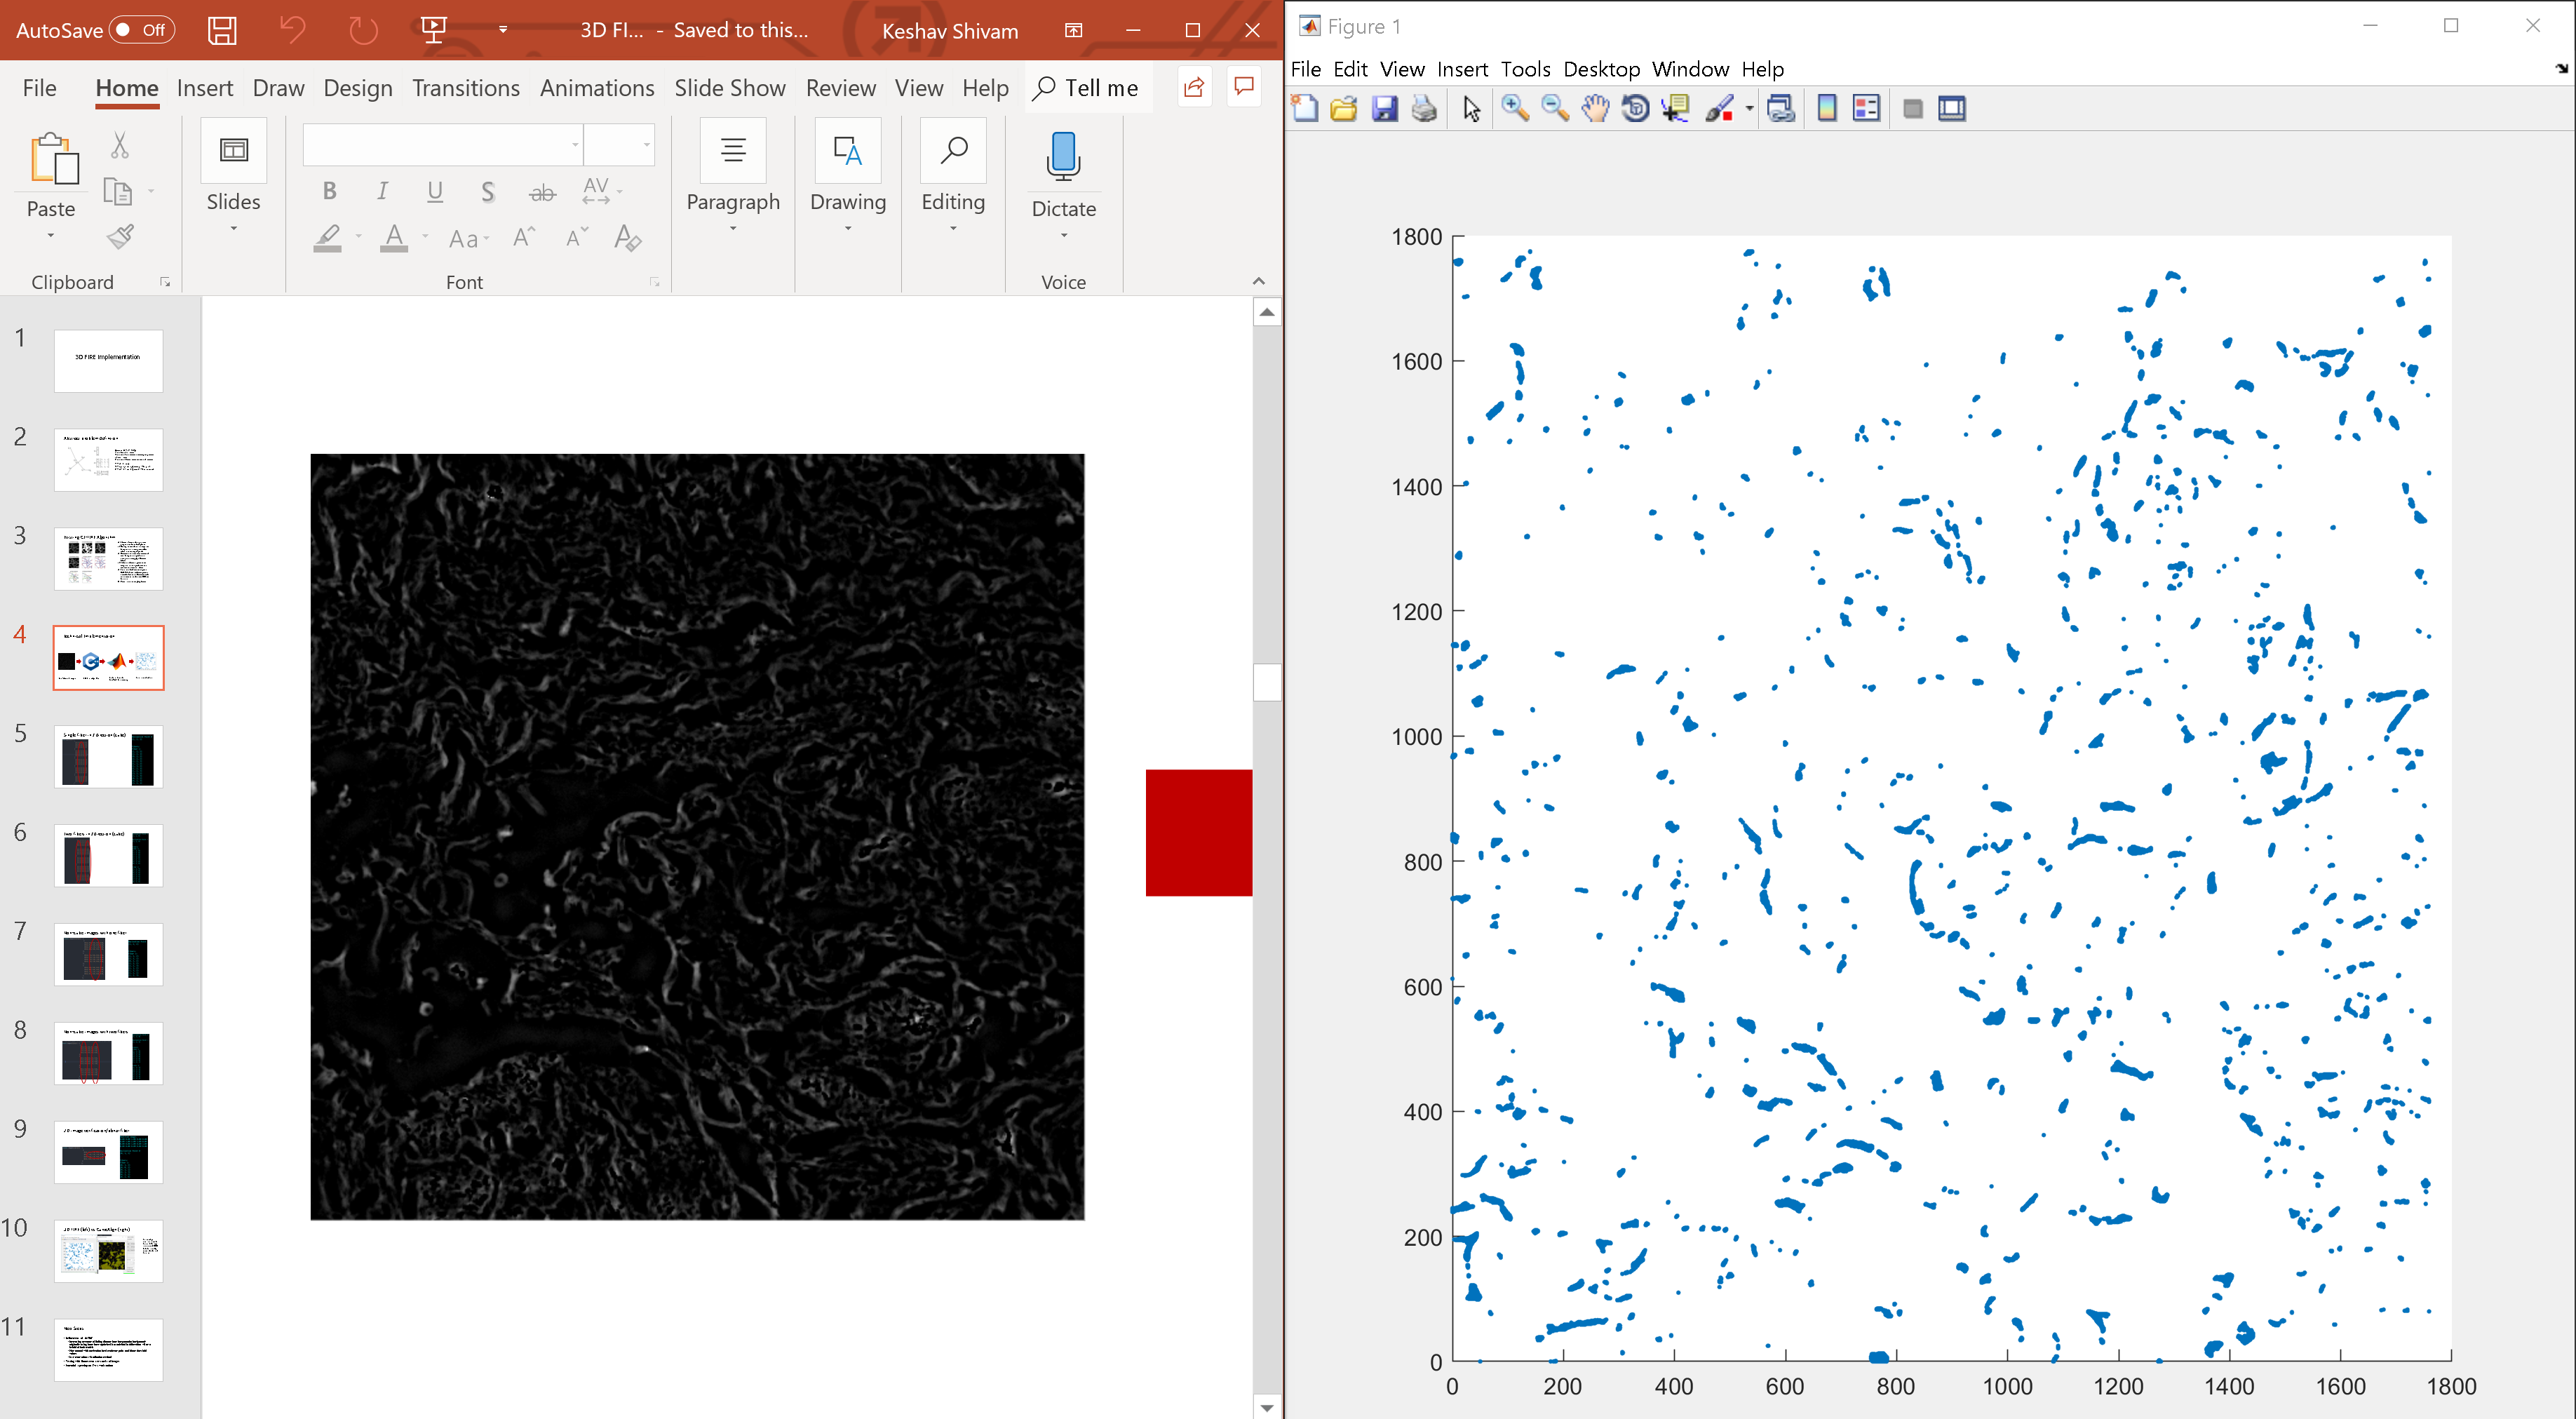 AutoSave Off 3D FI... - Saved to this... Keshav Shivam
File Home Insert Draw Design Transitions Animations Slide Show Review View Help Tell me
Paste
Clipboard
Slides
B I U S ab AV
A Aa A A A
Font
Paragraph
Drawing
Editing
Dictate
Voice
1
3D FIRE Implementation
2
3
4
5
6
7
8
9
10
11
Figure 1
File Edit View Insert Tools Desktop Window Help
1800
1600
1400
1200
1000
800
600
400
200
0
0 200 400 600 800 1000 1200 1400 1600 1800